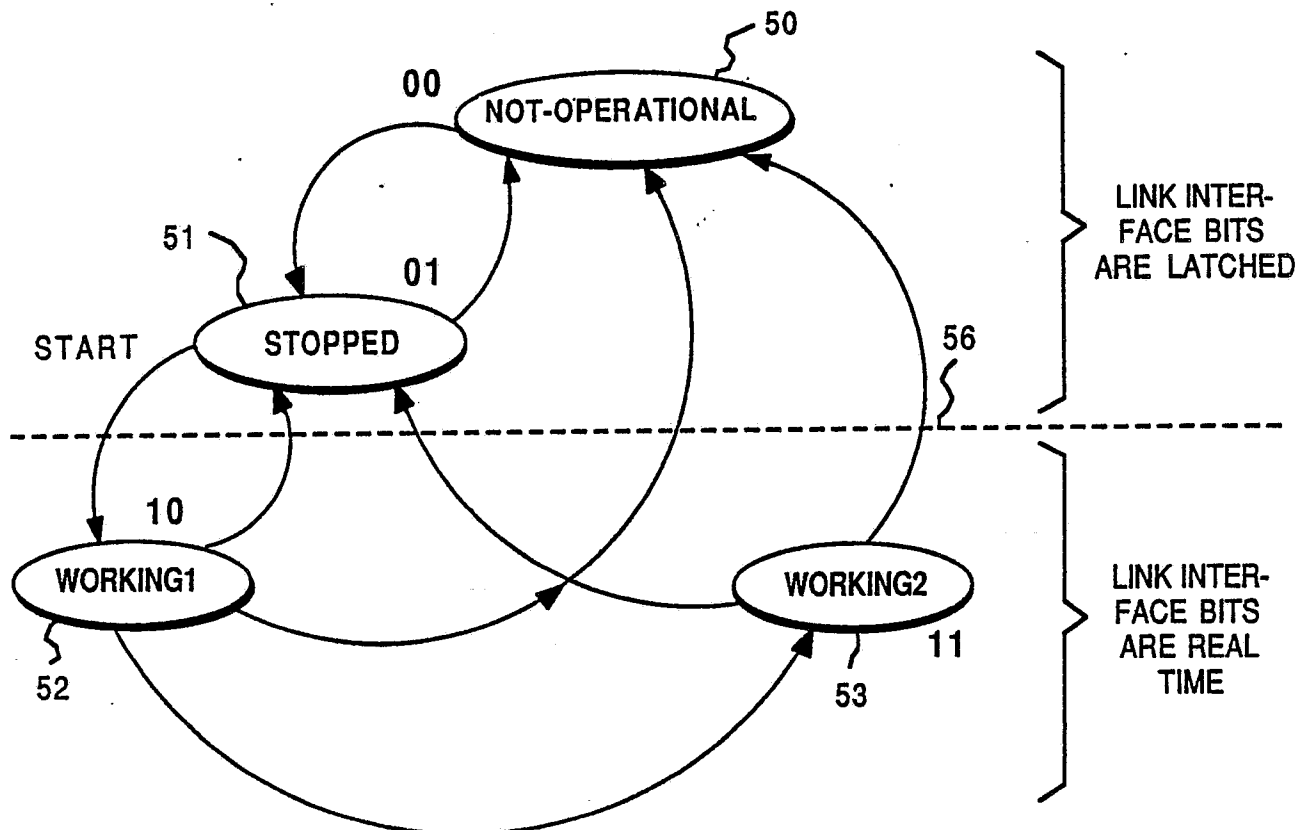 50
00
NOT-OPERATIONAL
LINK INTER-
FACE BITS
ARE LATCHED
51
01
START
STOPPED
56
10
WORKING1
WORKING2
11
LINK INTER-
FACE BITS
ARE REAL
TIME
52
53